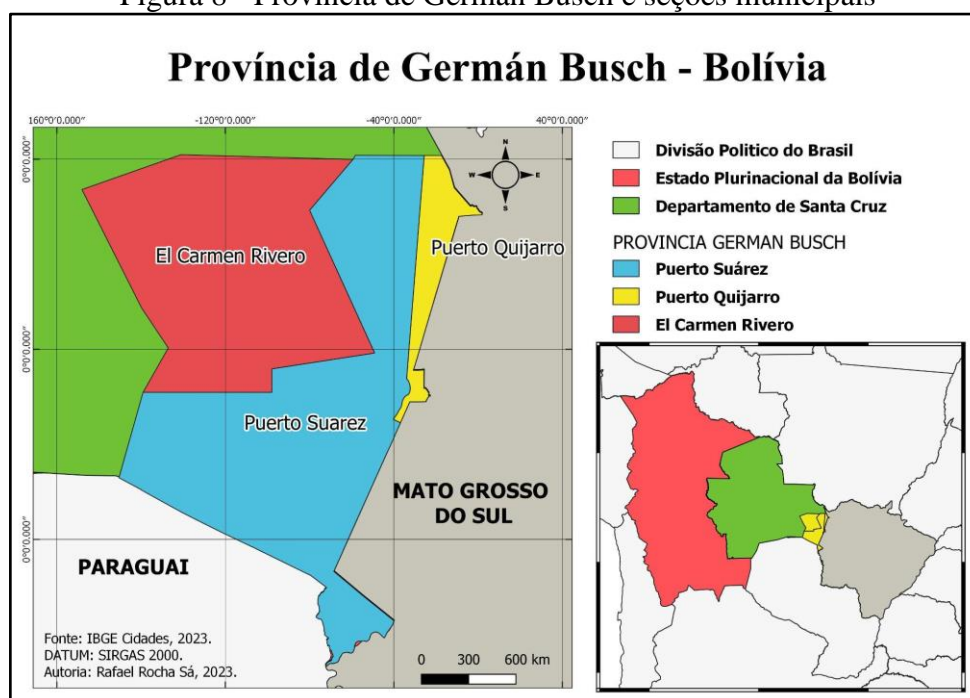 Figura 8 - Província de Germán Busch e seções municipais
Província de Germán Busch - Bolívia
160°0'0.000" -120°0'0.000" -40°0'0.000" 40°0'0.000"
0°0'0.000"
0°0'0.000"
0°0'0.000"
N
W E
S
El Carmen Rivero
Puerto Quijarro
Puerto Suarez
MATO GROSSO
DO SUL
PARAGUAI
Fonte: IBGE Cidades, 2023.
DATUM: SIRGAS 2000.
Autoria: Rafael Rocha Sá, 2023.
0 300 600 km
Divisão Politico do Brasil
Estado Plurinacional da Bolívia
Departamento de Santa Cruz
PROVINCIA GERMAN BUSCH
Puerto Suárez
Puerto Quijarro
El Carmen Rivero